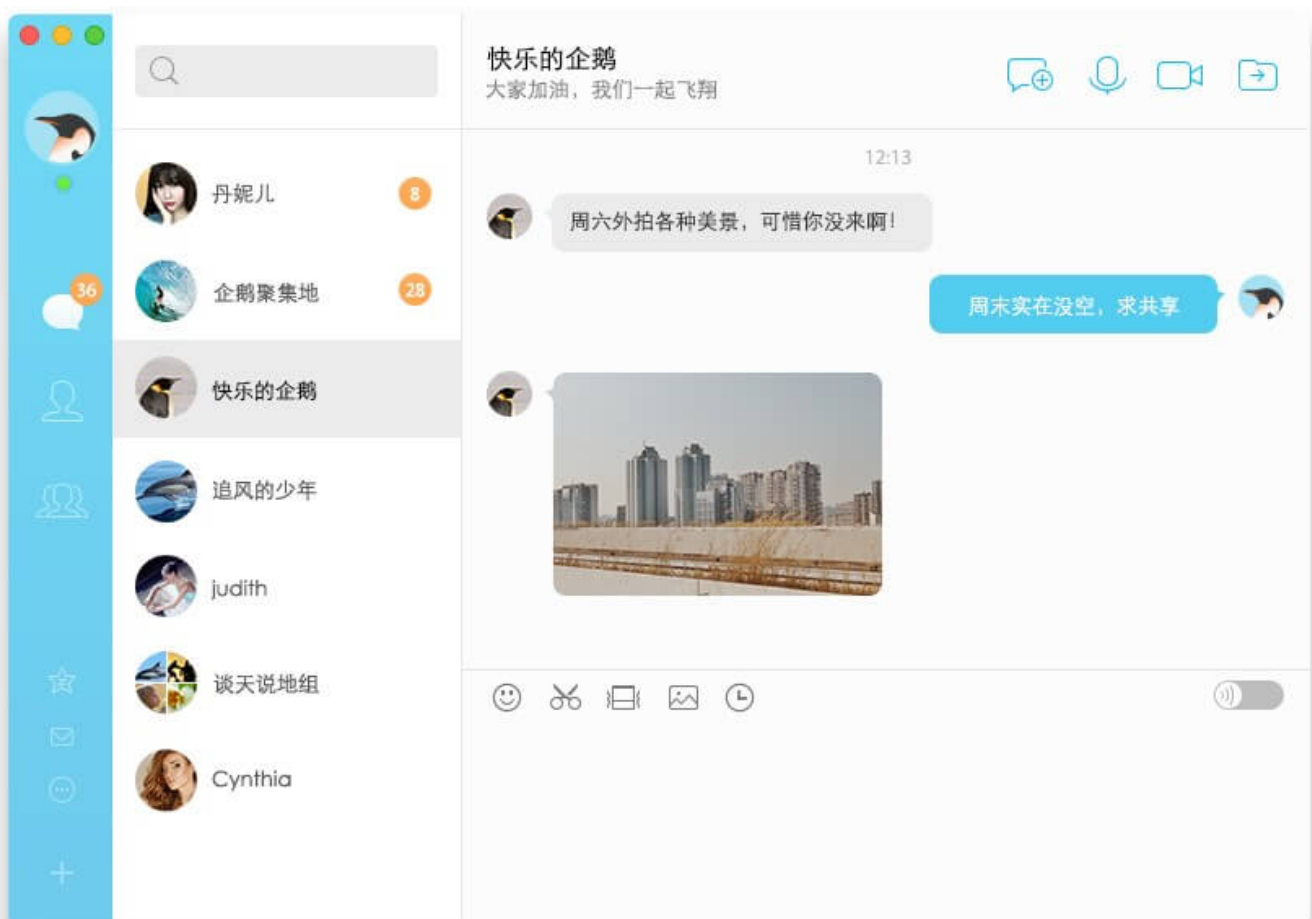 36
丹妮儿
8
企鹅聚集地
28
快乐的企鹅
追风的少年
judith
谈天说地组
Cynthia
快乐的企鹅
大家加油，我们一起飞翔
12:13
周六外拍各种美景，可惜你没来啊！
周末实在没空，求共享